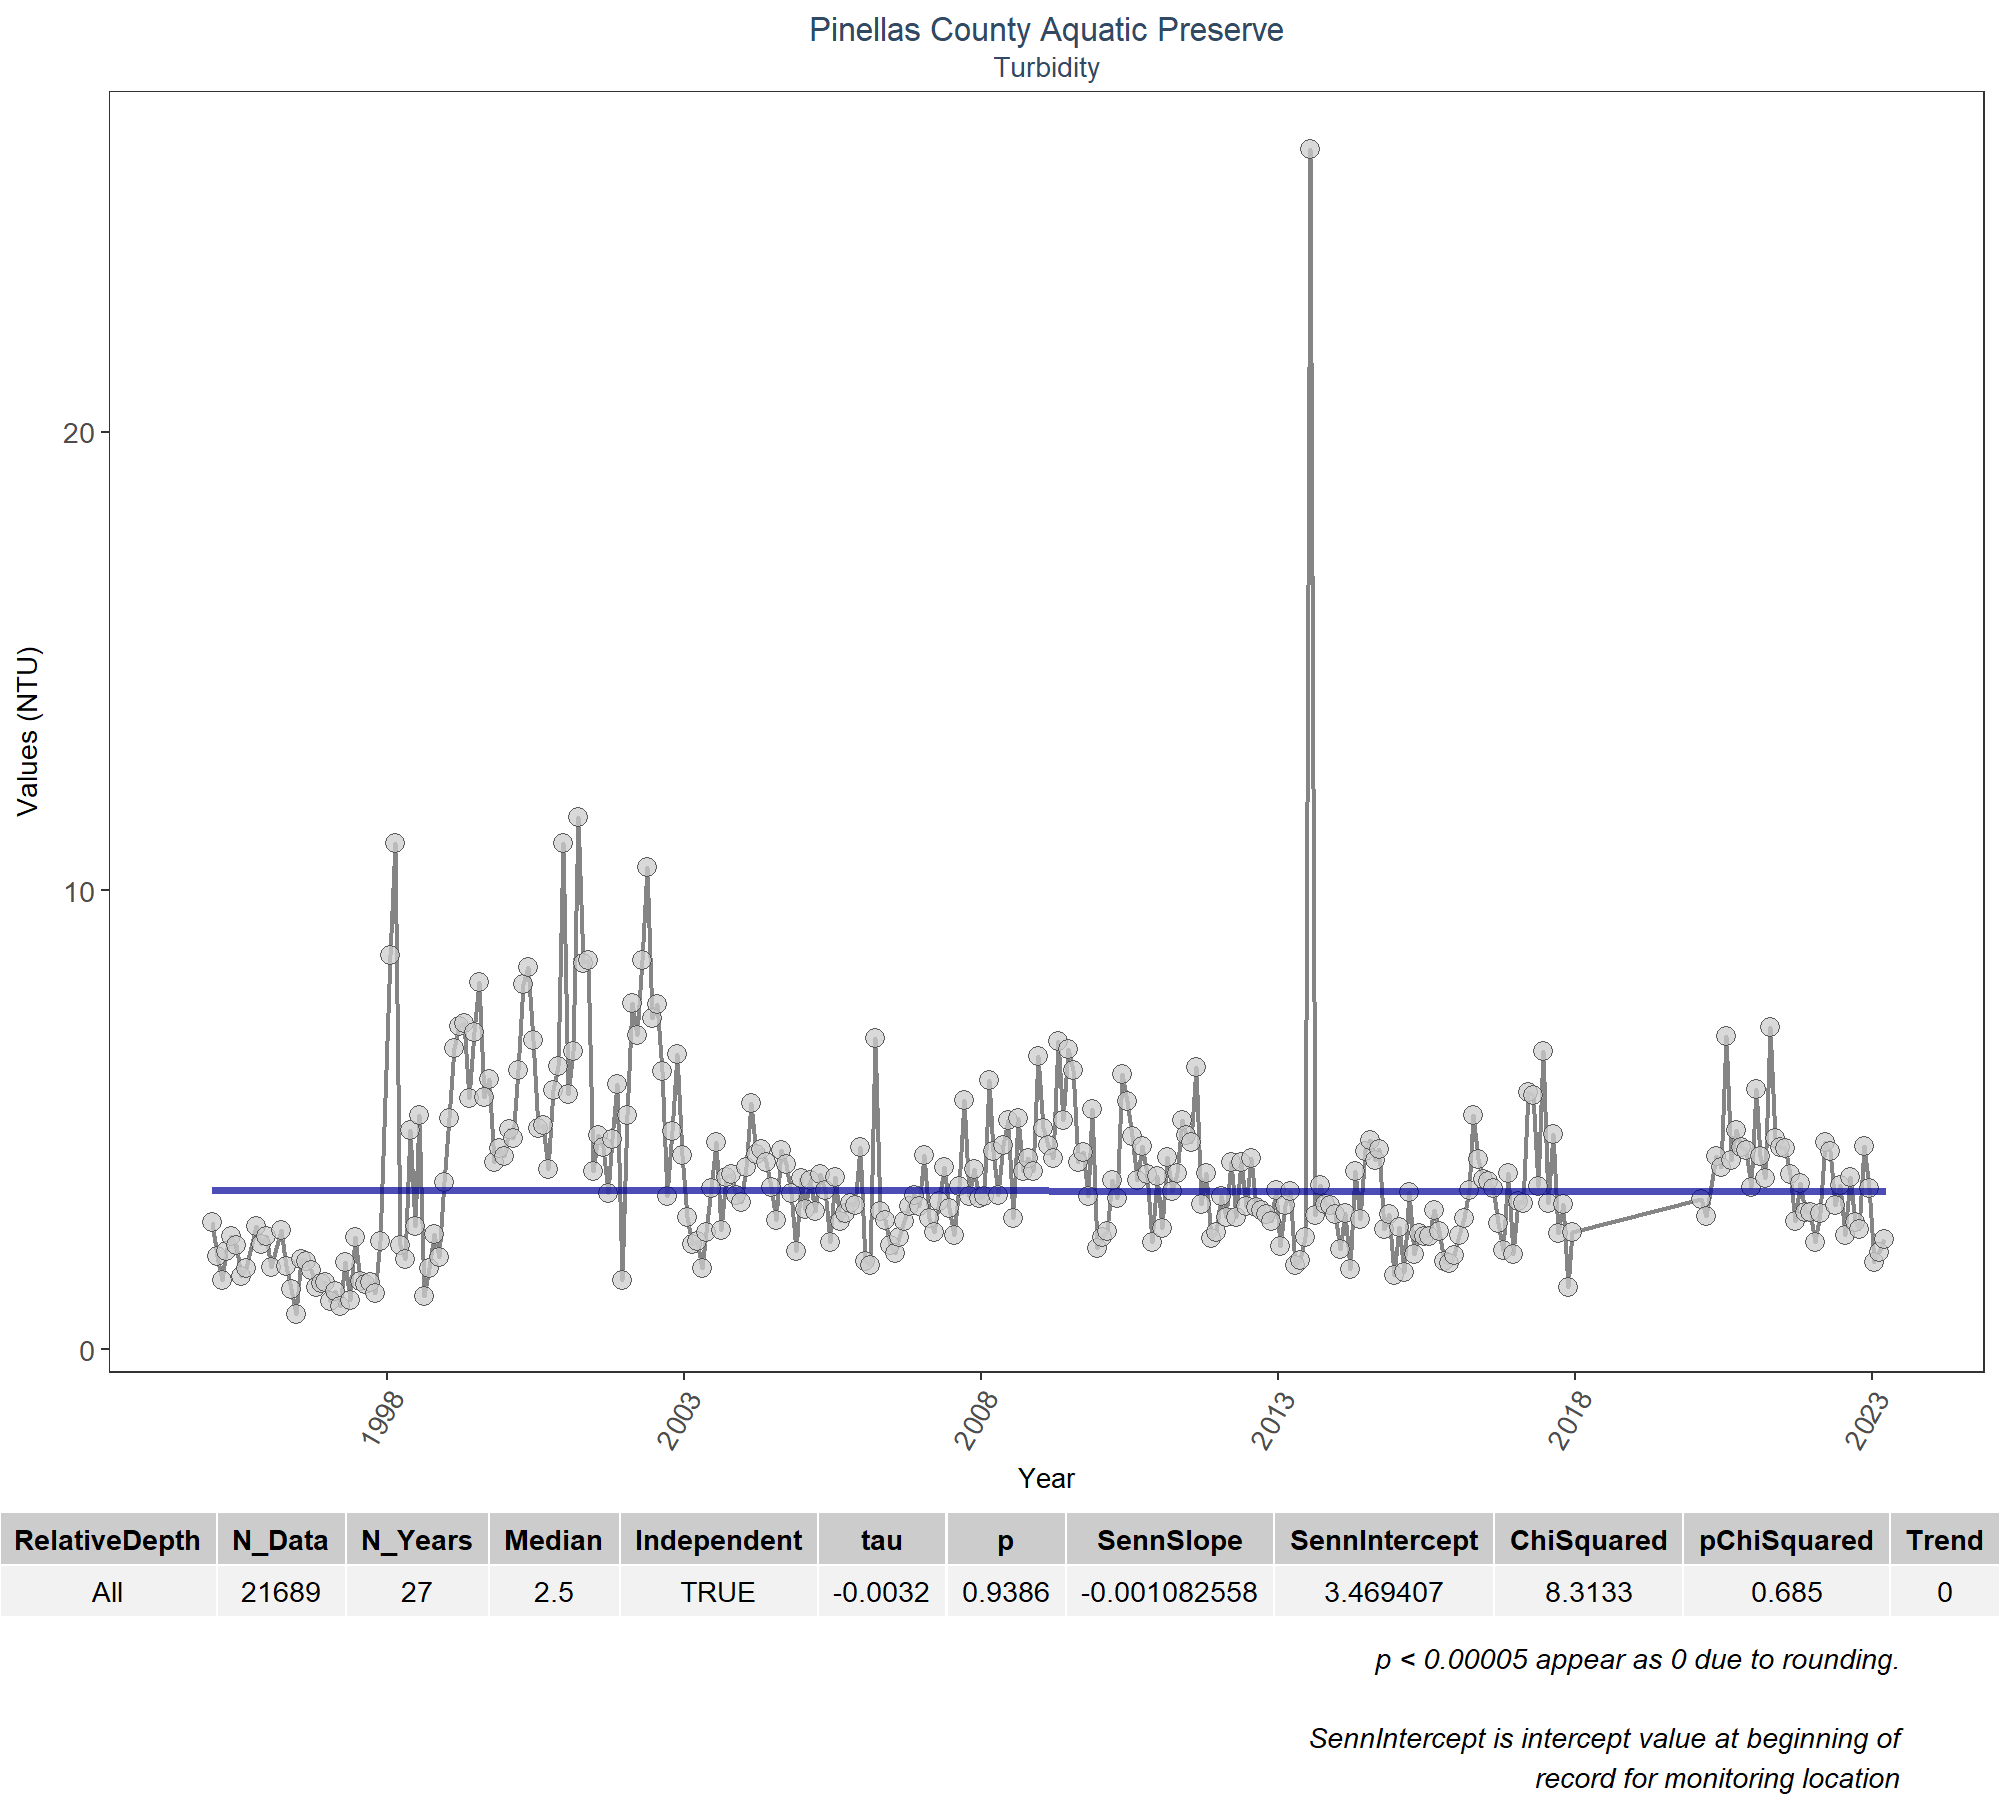 Pinellas County Aquatic Preserve
Turbidity
Values (NTU)
20
10
0
1998 2003 2008 2013 2018 2023
Year
RelativeDepth N_Data N_Years Median Independent tau p SennSlope SennIntercept ChiSquared pChiSquared Trend
All 21689 27 2.5 TRUE -0.0032 0.9386 -0.001082558 3.469407 8.3133 0.685 0
p < 0.00005 appear as 0 due to rounding.
SennIntercept is intercept value at beginning of
record for monitoring location